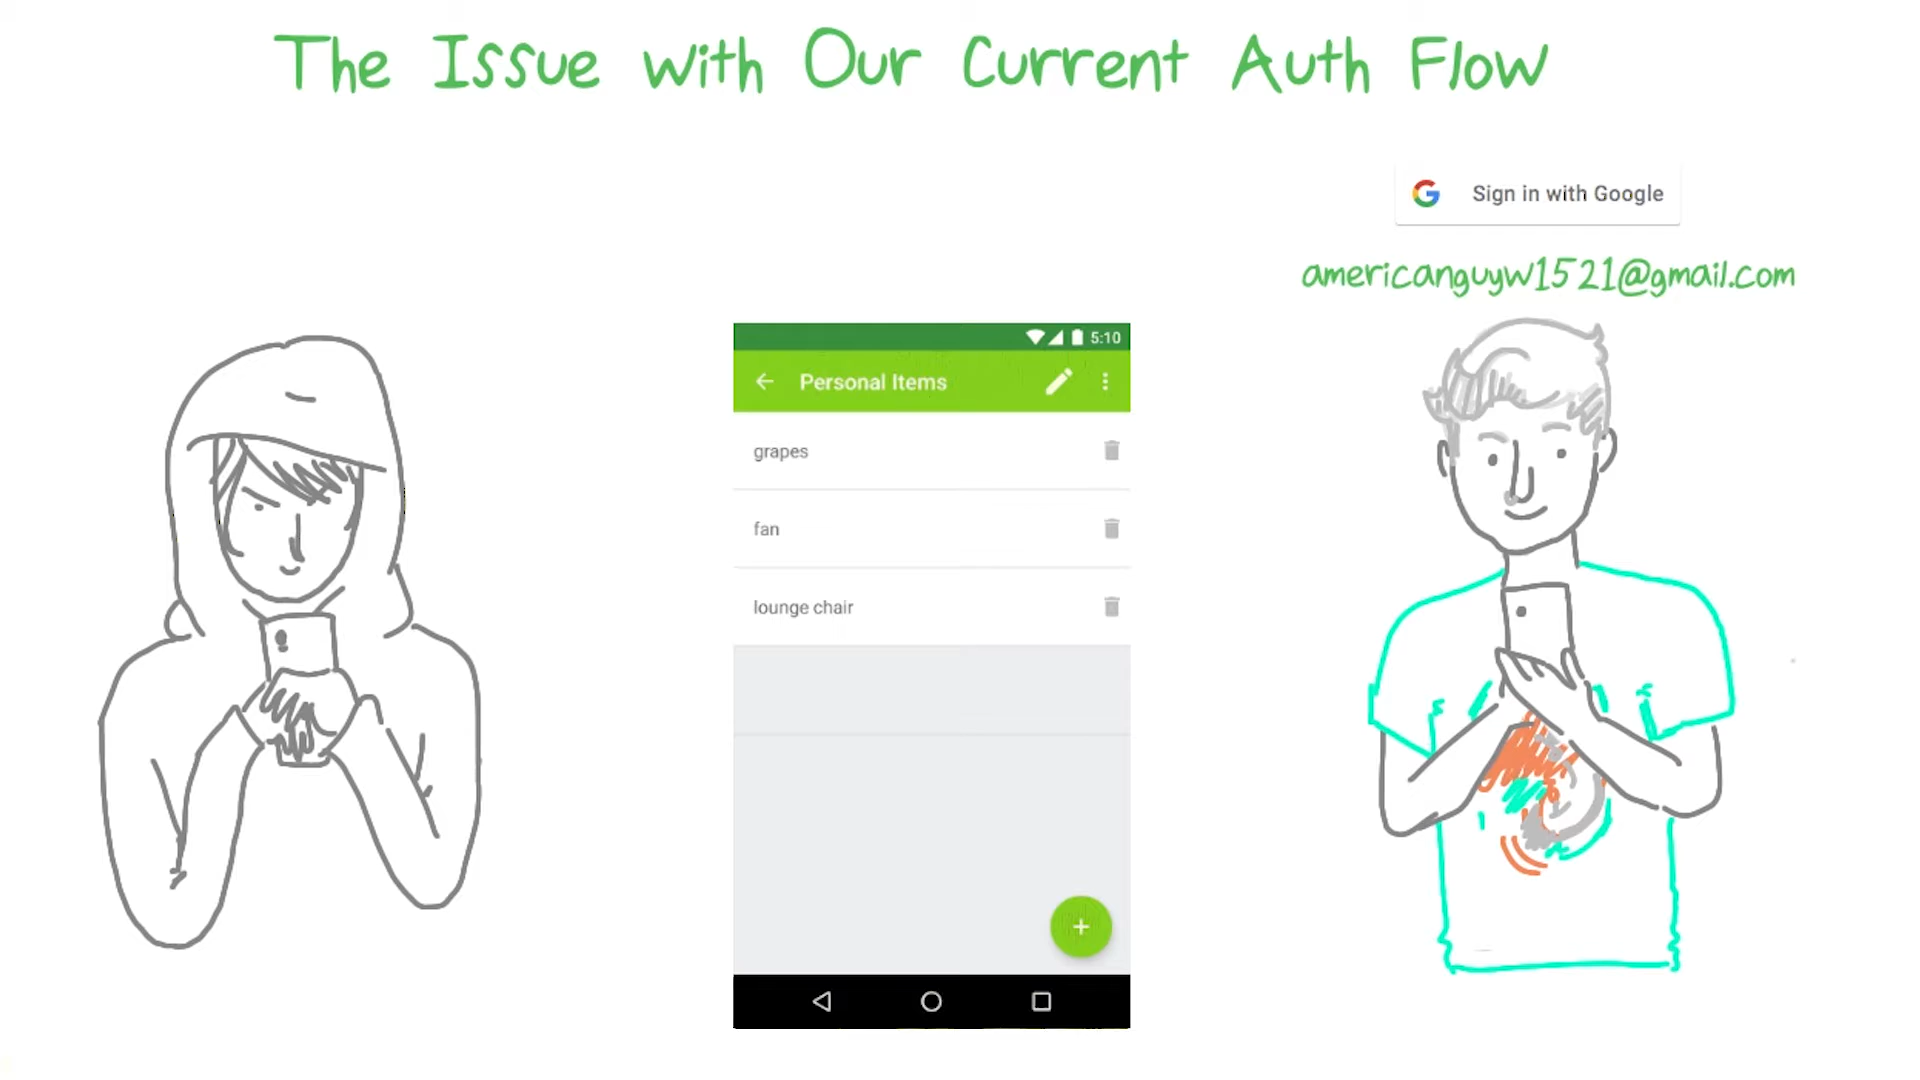 The Issue with Our Current Auth Flow
Sign in with Google
americanguyw1521@gmail.com
5:10
Personal Items
grapes
fan
lounge chair